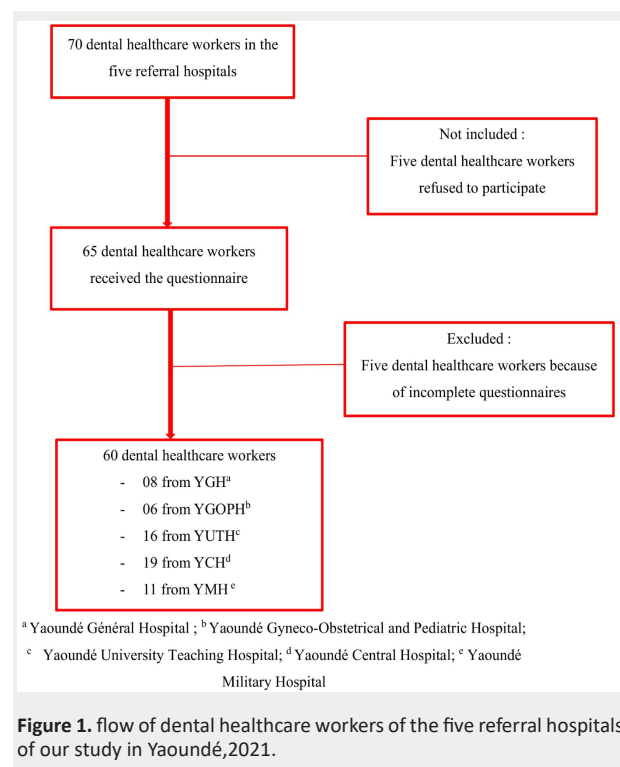 70 dental healthcare workers in the
five referral hospitals
Not included :
Five dental healthcare workers
refused to participate
65 dental healthcare workers
received the questionnaire
Excluded :
Five dental healthcare workers because
of incomplete questionnaires
60 dental healthcare workers
- 08 from YGHᵃ
- 06 from YGOPHᵇ
- 16 from YUTHᶜ
- 19 from YCHᵈ
- 11 from YMHᵉ
ᵃ Yaoundé Général Hospital ; ᵇ Yaoundé Gyneco-Obstetrical and Pediatric Hospital;
ᶜ Yaoundé University Teaching Hospital; ᵈ Yaoundé Central Hospital; ᵉ Yaoundé
Military Hospital
Figure 1. flow of dental healthcare workers of the five referral hospitals
of our study in Yaoundé,2021.